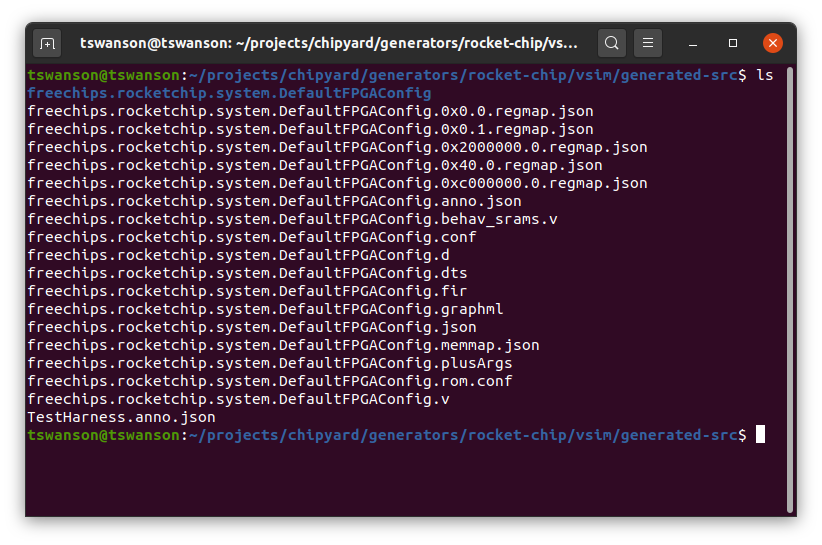 tswanson@tswanson: ~/projects/chipyard/generators/rocket-chip/vs...
tswanson@tswanson:~/projects/chipyard/generators/rocket-chip/vsim/generated-src$ ls
freechips.rocketchip.system.DefaultFPGAConfig
freechips.rocketchip.system.DefaultFPGAConfig.0x0.0.regmap.json
freechips.rocketchip.system.DefaultFPGAConfig.0x0.1.regmap.json
freechips.rocketchip.system.DefaultFPGAConfig.0x2000000.0.regmap.json
freechips.rocketchip.system.DefaultFPGAConfig.0x40.0.regmap.json
freechips.rocketchip.system.DefaultFPGAConfig.0xc000000.0.regmap.json
freechips.rocketchip.system.DefaultFPGAConfig.anno.json
freechips.rocketchip.system.DefaultFPGAConfig.behav_srams.v
freechips.rocketchip.system.DefaultFPGAConfig.conf
freechips.rocketchip.system.DefaultFPGAConfig.d
freechips.rocketchip.system.DefaultFPGAConfig.dts
freechips.rocketchip.system.DefaultFPGAConfig.fir
freechips.rocketchip.system.DefaultFPGAConfig.graphml
freechips.rocketchip.system.DefaultFPGAConfig.json
freechips.rocketchip.system.DefaultFPGAConfig.memmap.json
freechips.rocketchip.system.DefaultFPGAConfig.plusArgs
freechips.rocketchip.system.DefaultFPGAConfig.rom.conf
freechips.rocketchip.system.DefaultFPGAConfig.v
TestHarness.anno.json
tswanson@tswanson:~/projects/chipyard/generators/rocket-chip/vsim/generated-src$